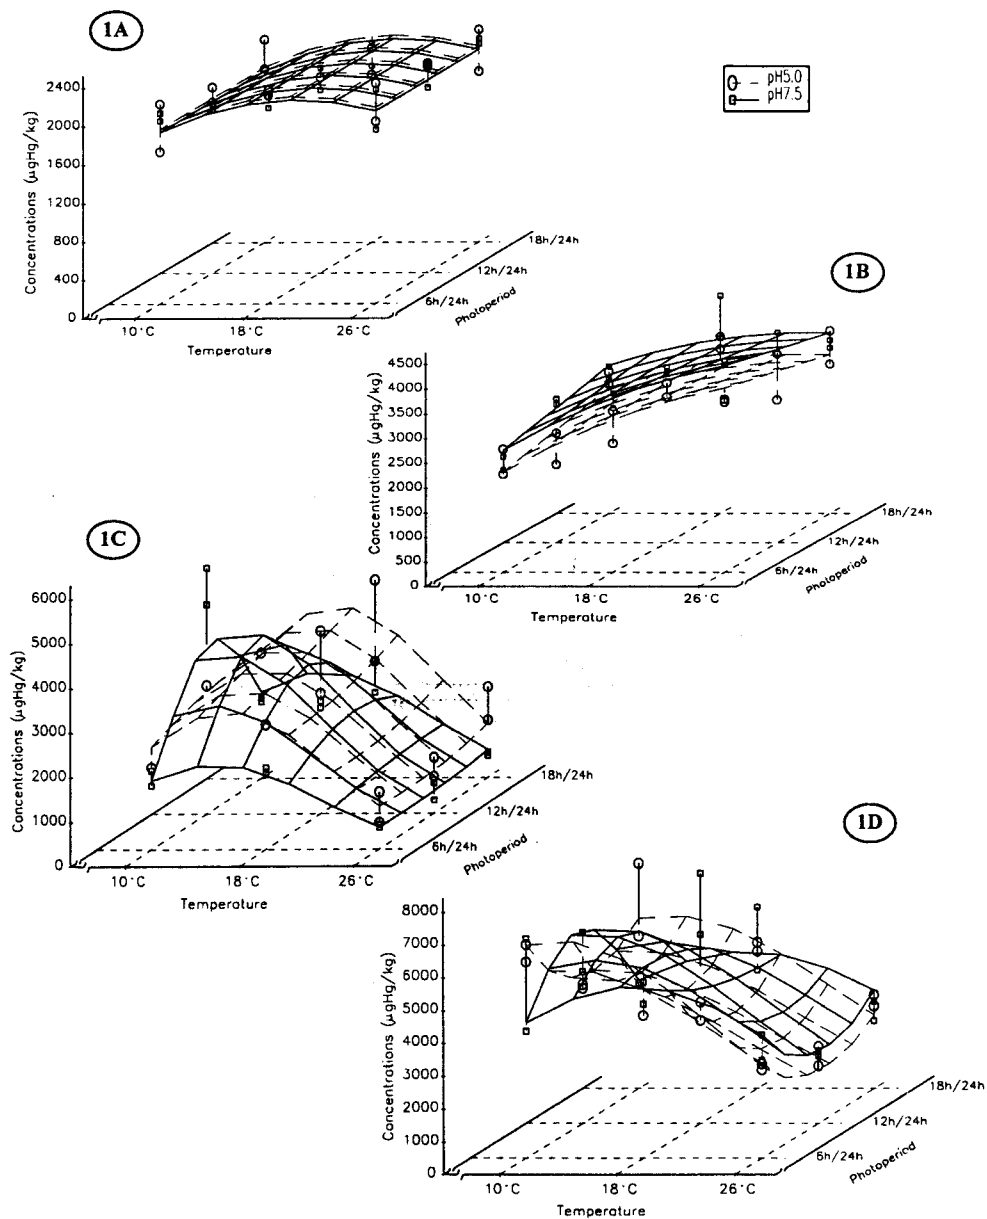 1A
pH5.0
pH7.5
Concentrations (µgHg/kg)
2400
2000
1600
1200
800
400
0
10°C
18°C
26°C
Temperature
6h/24h
12h/24h
18h/24h
Photoperiod
1B
Concentrations (µgHg/kg)
4500
4000
3500
3000
2500
2000
1500
1000
500
0
10°C
18°C
26°C
Temperature
6h/24h
12h/24h
18h/24h
Photoperiod
1C
Concentrations (µgHg/kg)
6000
5000
4000
3000
2000
1000
0
10°C
18°C
26°C
Temperature
6h/24h
12h/24h
18h/24h
Photoperiod
1D
Concentrations (µgHg/kg)
8000
7000
6000
5000
4000
3000
2000
1000
0
10°C
18°C
26°C
Temperature
6h/24h
12h/24h
18h/24h
Photoperiod